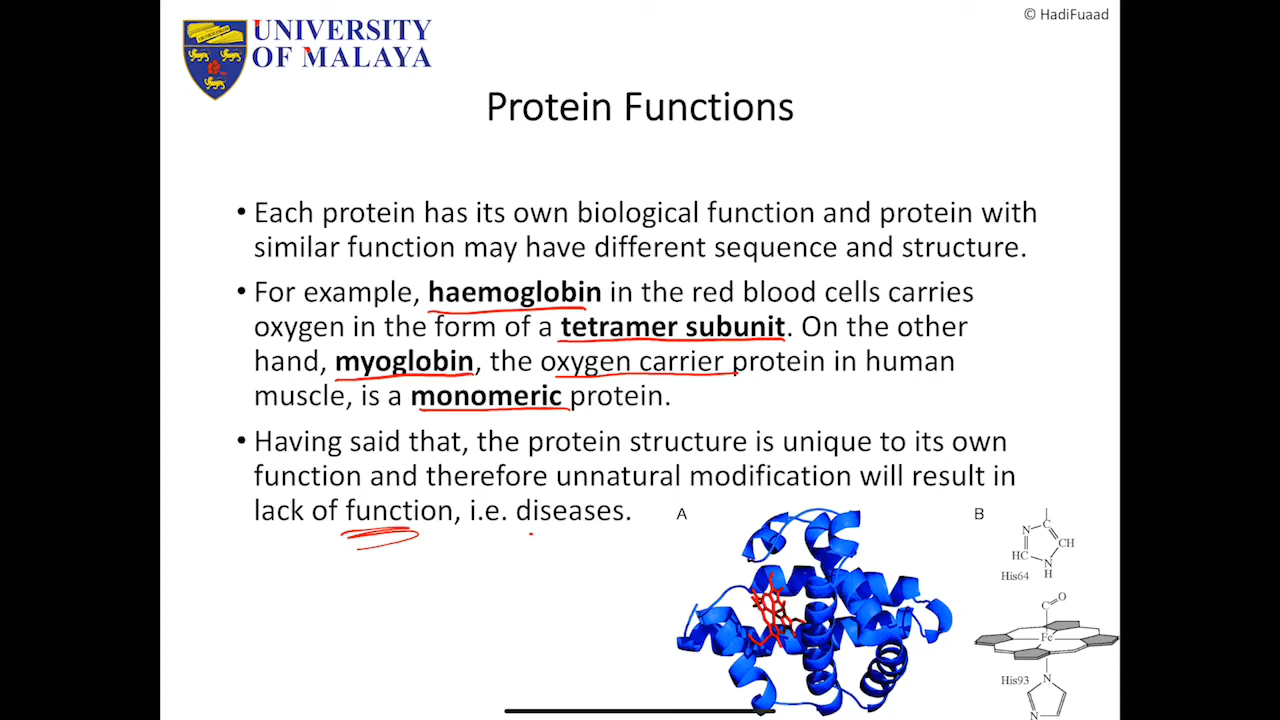 © HadiFuaad
UNIVERSITY
OF MALAYA
Protein Functions
• Each protein has its own biological function and protein with
similar function may have different sequence and structure.
• For example, haemoglobin in the red blood cells carries
oxygen in the form of a tetramer subunit. On the other
hand, myoglobin, the oxygen carrier protein in human
muscle, is a monomeric protein.
• Having said that, the protein structure is unique to its own
function and therefore unnatural modification will result in
lack of function, i.e. diseases.
A
B
N
C
CH
HC
N
H
His64
O
C
Fe
His93
N
N